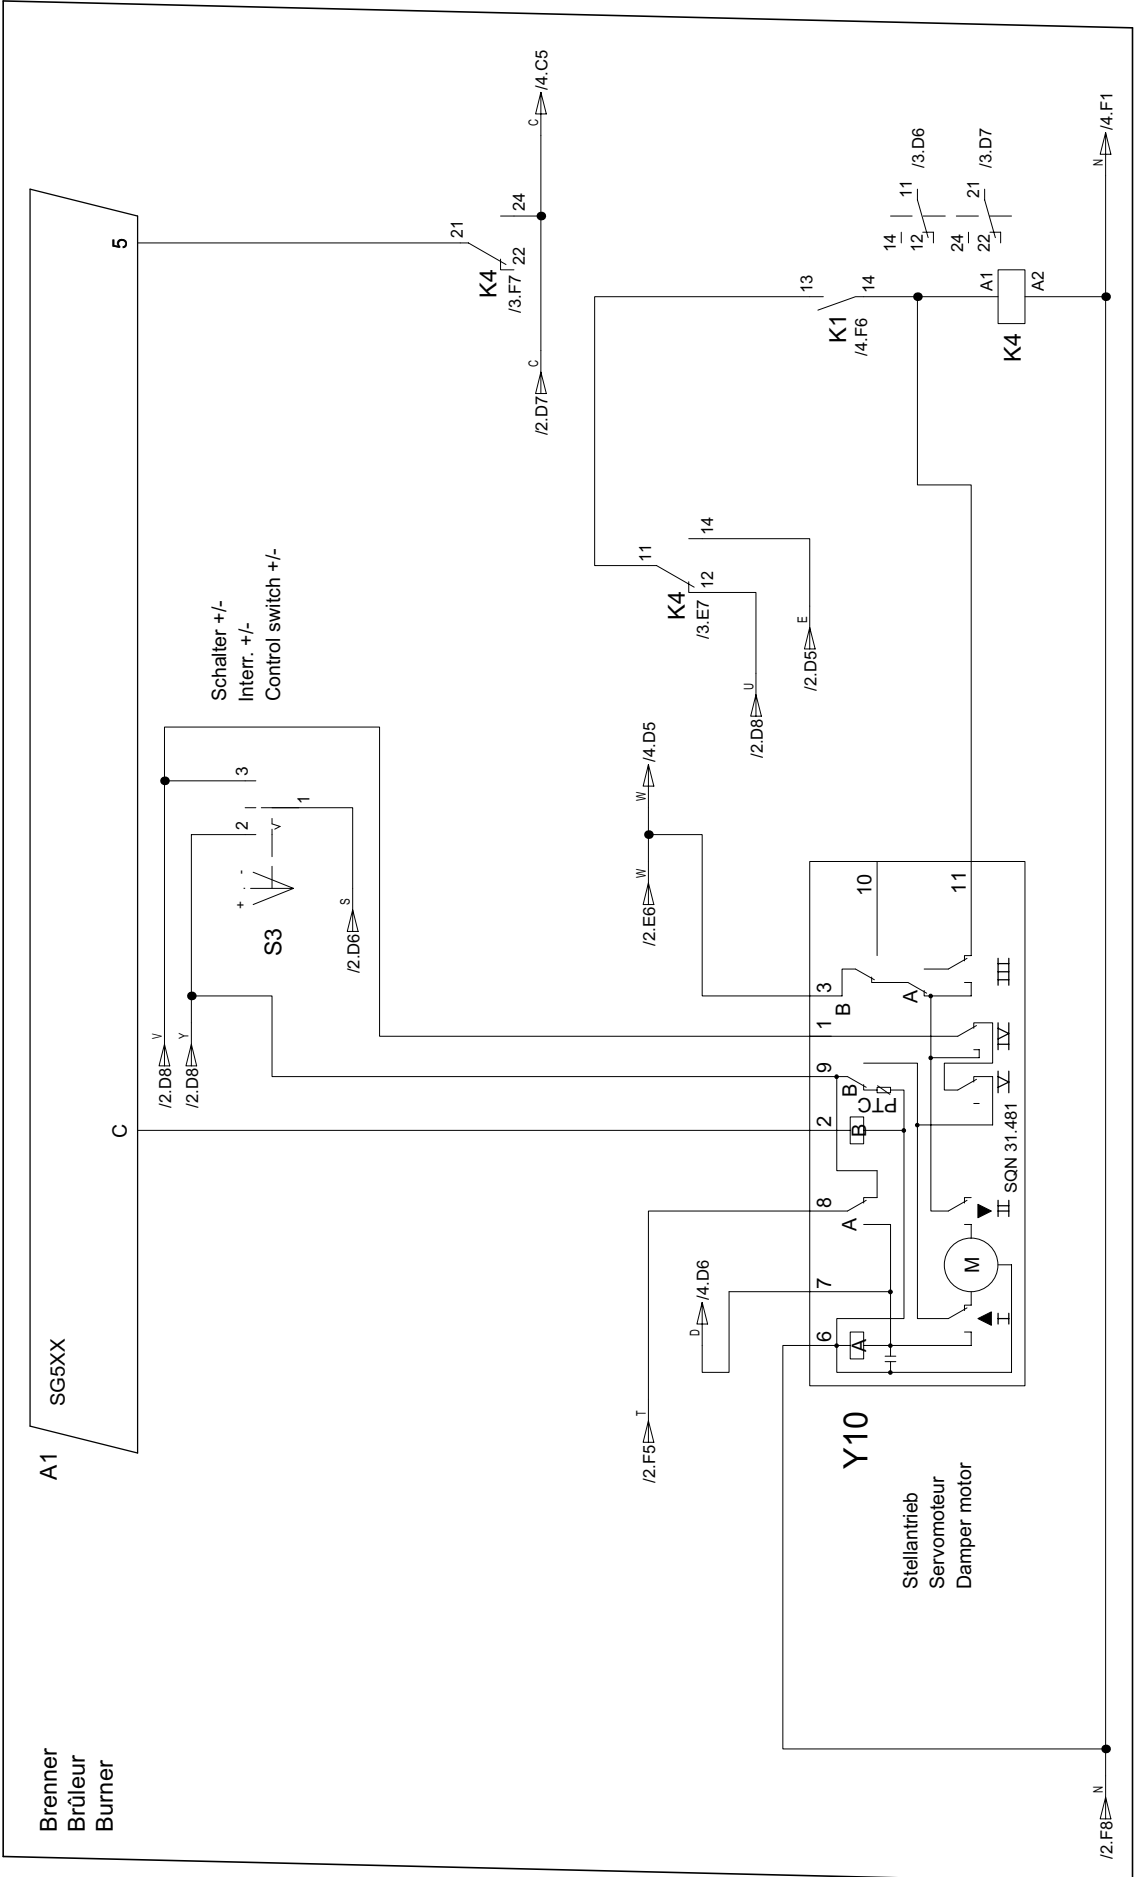 Brenner
Brûleur
Burner
A1
SG5XX
C
5
/2.D8
V
/2.D8
Y
S3
+
.
-
2
3
1
/2.D6
S
Schalter +/-
Interr. +/-
Control switch +/-
21
22
24
K4
/3.F7
/2.D7
C
C
/4.C5
/2.F5
T
D
/4.D6
/2.E6
W
W
/4.D5
11
12
14
K4
/3.E7
/2.D8
U
/2.D5
E
13
14
K1
/4.F6
14
11
12
/3.D6
24
21
22
/3.D7
A1
A2
K4
Y10
6
7
8
2
9
1
3
10
11
A
A
B
B
PTC
B
A
M
I
II
V
IV
III
SQN 31.481
Stellantrieb
Servomoteur
Damper motor
/2.F8
N
N
/4.F1